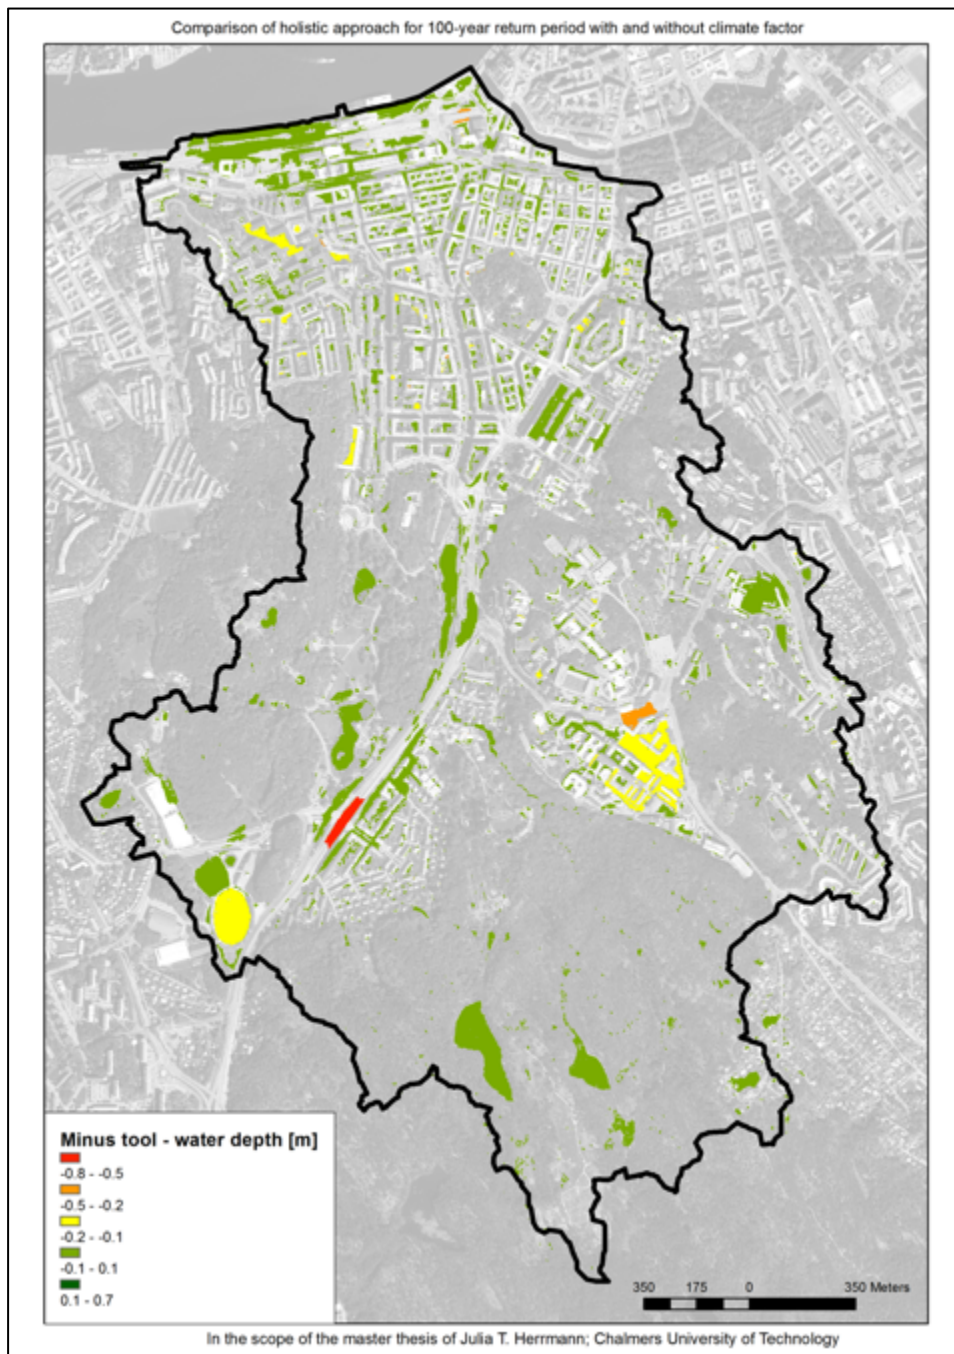 Comparison of holistic approach for 100-year return period with and without climate factor
Minus tool - water depth [m]
-0.8 - -0.5
-0.5 - -0.2
-0.2 - -0.1
-0.1 - 0.1
0.1 - 0.7
350 175 0 350 Meters
In the scope of the master thesis of Julia T. Herrmann; Chalmers University of Technology